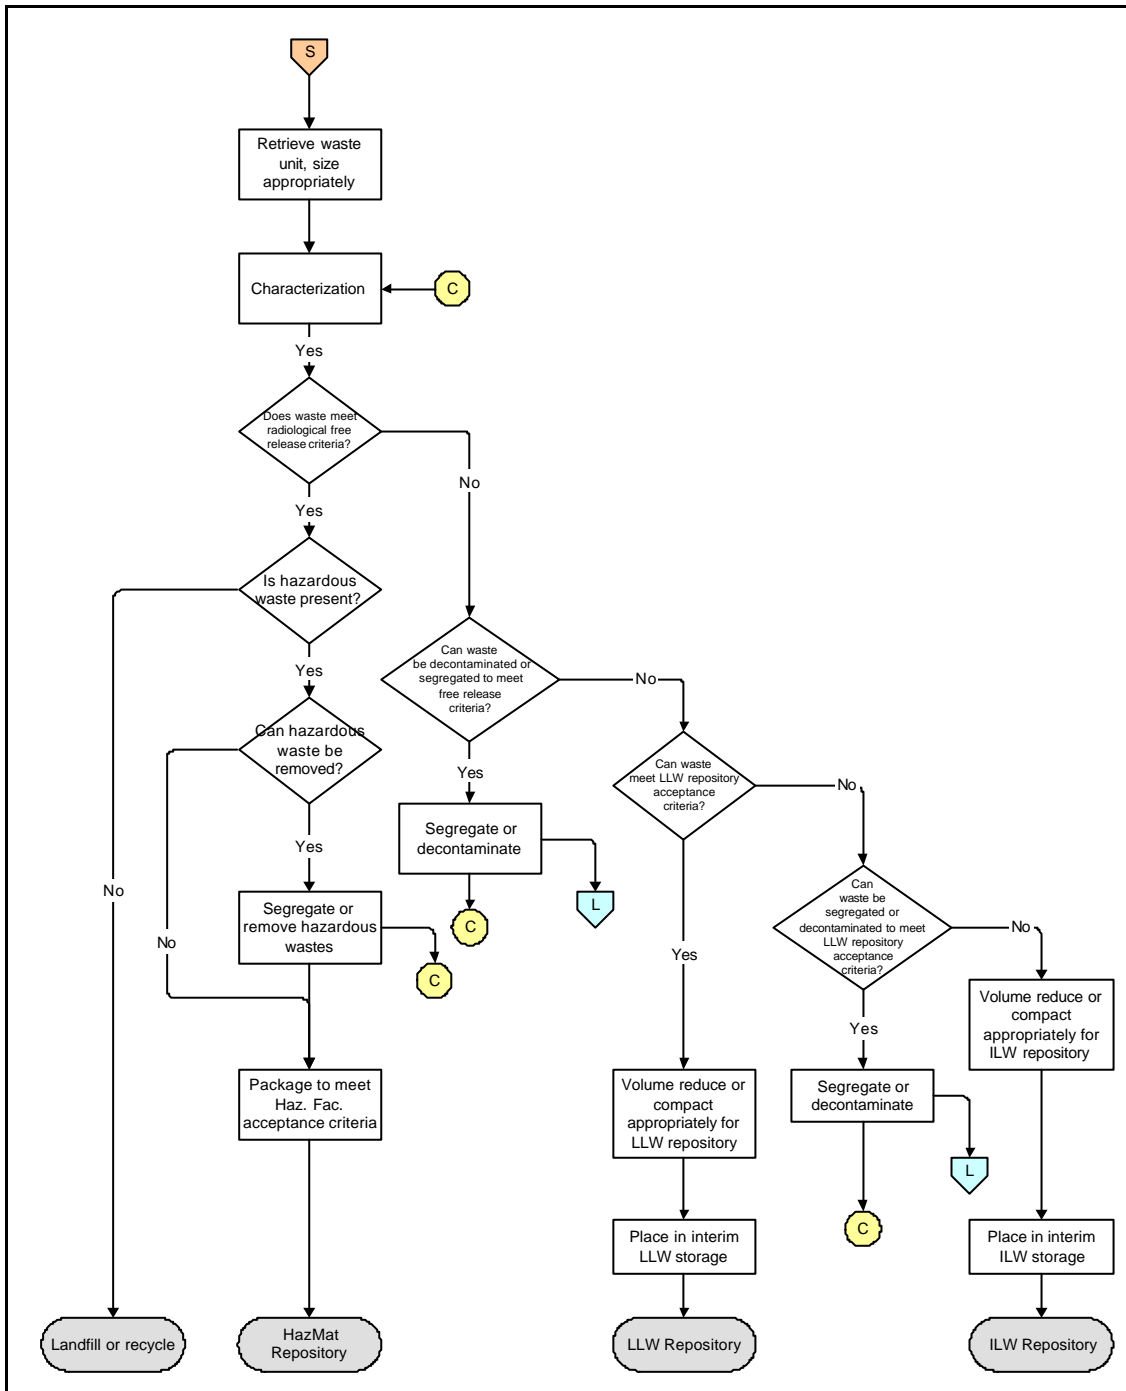 S
Retrieve waste
unit, size
appropriately
Characterization
C
Yes
Does waste meet
radiological free
release criteria?
No
Yes
Is hazardous
waste present?
No
Yes
Can hazardous
waste be
removed?
No
Yes
Segregate or
remove hazardous
wastes
C
Package to meet
Haz. Fac.
acceptance criteria
Can waste
be decontaminated or
segregated to meet
free release
criteria?
No
Yes
Segregate or
decontaminate
C
L
Can waste
meet LLW repository
acceptance
criteria?
No
Yes
Volume reduce or
compact
appropriately for
LLW repository
Place in interim
LLW storage
Can
waste be
segregated or
decontaminated to meet
LLW repository
acceptance
criteria?
No
Yes
Segregate or
decontaminate
C
L
Volume reduce or
compact
appropriately for
ILW repository
Place in interim
ILW storage
Landfill or recycle
HazMat
Repository
LLW Repository
ILW Repository